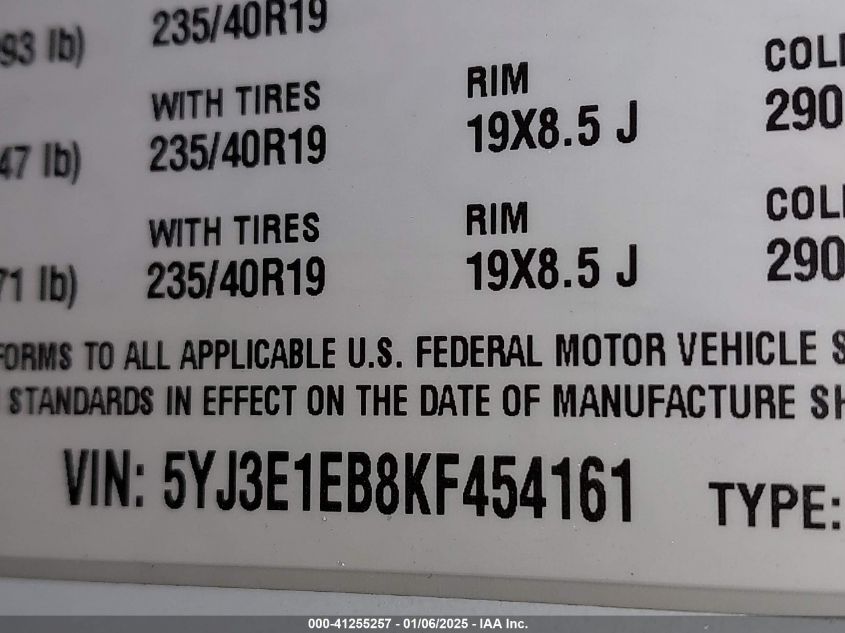 93 lb) 235/40R19
WITH TIRES RIM COL
47 lb) 235/40R19 19X8.5 J 290
WITH TIRES RIM COL
71 lb) 235/40R19 19X8.5 J 290
FORMS TO ALL APPLICABLE U.S. FEDERAL MOTOR VEHICLE S
STANDARDS IN EFFECT ON THE DATE OF MANUFACTURE SH
VIN: 5YJ3E1EB8KF454161 TYPE:
000-41255257 - 01/06/2025 - IAA Inc.